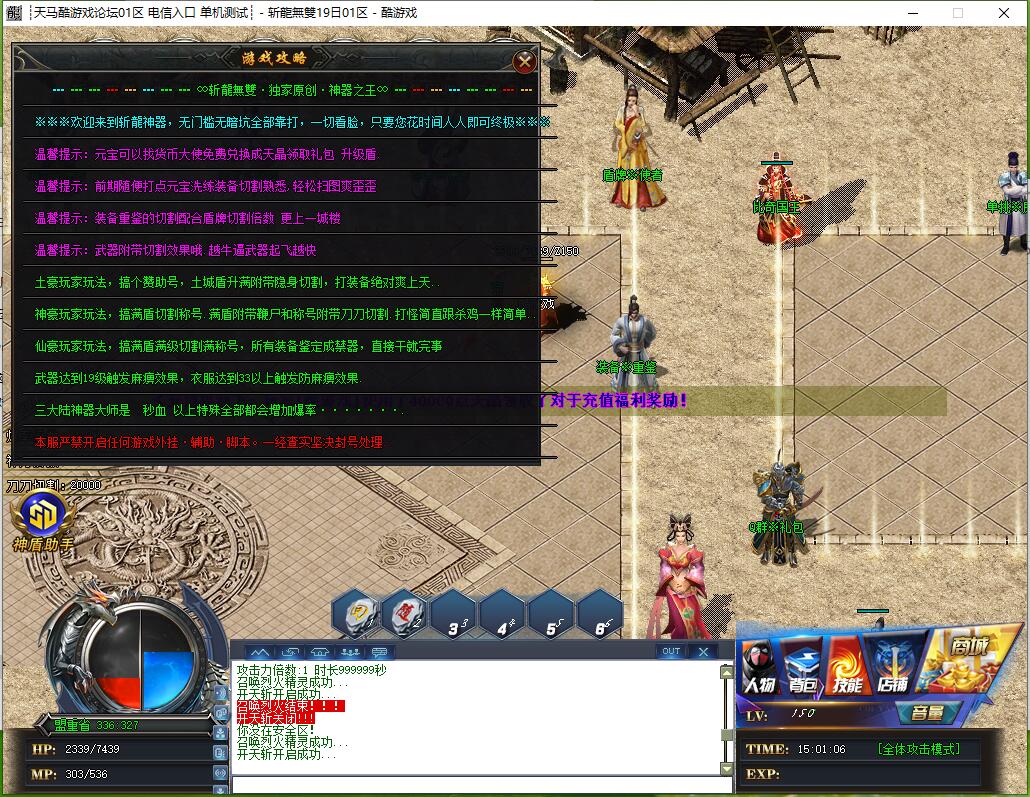 天马酷游戏论坛01区 电信入口 单机测试 - 斩龍無雙19日01区 - 酷游戏
游戏攻略
∞斩龍無雙·独家原创·神器之王∞
※※※欢迎来到斩龍神器，无门槛无暗坑全部靠打，一切看脸，只要您花时间人人即可终极※※※
温馨提示：元宝可以找货币大使免费兑换成天晶领取礼包 升级盾.
温馨提示：前期随便打点元宝洗练装备切割熟悉.轻松扫图爽歪歪
温馨提示：装备重鉴的切割配合盾牌切割倍数 更上一城楼
温馨提示：武器附带切割效果哦.越牛逼武器起飞越快
土豪玩家玩法，搞个赞助号，土城盾升满附带隐身切割，打装备绝对爽上天..
神豪玩家玩法，搞满盾切割称号.满盾附带鞭尸和称号附带刀刀切割.打怪简直跟杀鸡一样简单..
仙豪玩家玩法，搞满盾满级切割满称号，所有装备鉴定成禁器，直接干就完事
武器达到19级触发麻痹效果，衣服达到33以上触发防麻痹效果.
三大陆神器大师是 秒血 以上特殊全部都会增加爆率·······.
本服严禁开启任何游戏外挂·辅助·脚本。一经查实坚决封号处理
盾牌※使者
比奇国王
装备※重鉴
了对于充值福利奖励！
Q群※礼包
刀刀切割：20000
神盾助手
1 2 3 4 5 6
OUT
攻击力倍数:1 时长999999秒
召唤烈火精灵成功...
开天斩开启成功...
召唤烈火结束！！！
开天斩关闭!!!
你没在安全区！
召唤烈火精灵成功...
开天斩开启成功...
盟重省 336:327
HP: 2339/7439
MP: 303/536
人物 背包 技能 店铺 商城
LV: 150
音量
TIME: 15:01:06 [全体攻击模式]
EXP: